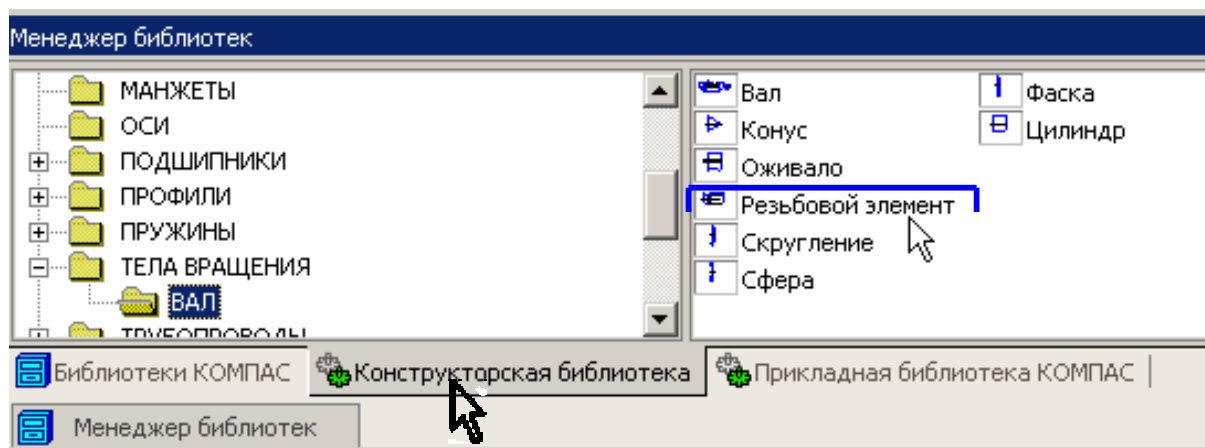 Менеджер библиотек
МАНЖЕТЫ
ОСИ
ПОДШИПНИКИ
ПРОФИЛИ
ПРУЖИНЫ
ТЕЛА ВРАЩЕНИЯ
ВАЛ
ТРУБОПРОВОДЫ
Вал
Конус
Оживало
Резьбовой элемент
Скругление
Сфера
Фаска
Цилиндр
Библиотеки КОМПАС Конструкторская библиотека Прикладная библиотека КОМПАС
Менеджер библиотек